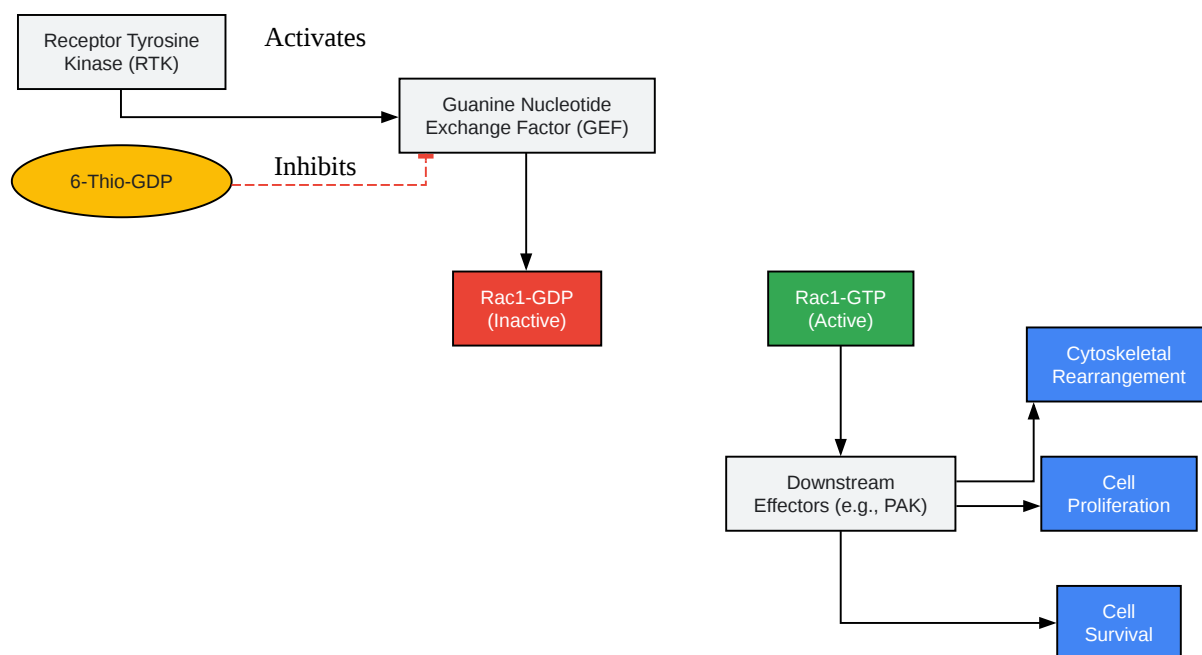 Receptor Tyrosine
Kinase (RTK)
Activates
Guanine Nucleotide
Exchange Factor (GEF)
6-Thio-GDP
Inhibits
Rac1-GDP
(Inactive)
Rac1-GTP
(Active)
Cytoskeletal
Rearrangement
Downstream
Effectors (e.g., PAK)
Cell
Proliferation
Cell
Survival